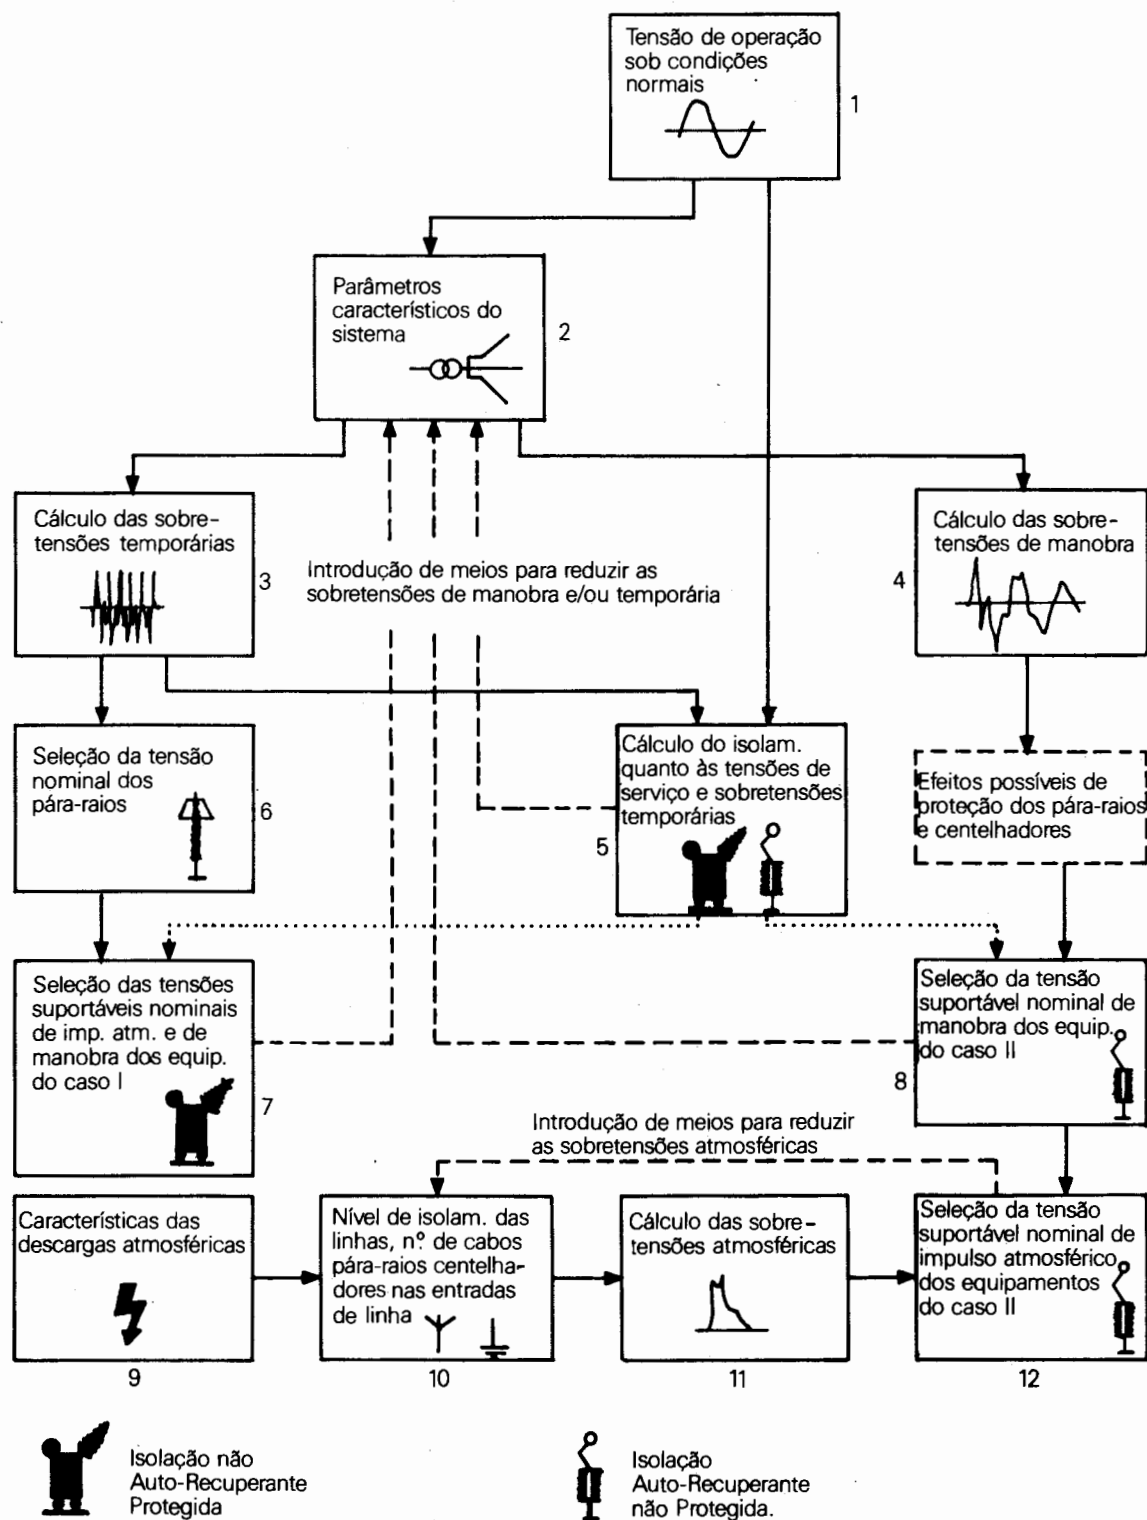 Tensão de operação
sob condições
normais
1
Parâmetros
característicos do
sistema
2
Cálculo das sobre-
tensões temporárias
3
Introdução de meios para reduzir as
sobretensões de manobra e/ou temporária
Cálculo das sobre-
tensões de manobra
4
Seleção da tensão
nominal dos
pára-raios
6
Cálculo do isolam.
quanto às tensões de
serviço e sobretensões
temporárias
5
Efeitos possíveis de
proteção dos pára-raios
e centelhadores
Seleção das tensões
suportáveis nominais
de imp. atm. e de
manobra dos equip.
do caso I
7
Seleção da tensão
suportável nominal de
manobra dos equip.
do caso II
8
Introdução de meios para reduzir
as sobretensões atmosféricas
Características das
descargas atmosféricas
9
Nível de isolam. das
linhas, nº de cabos
pára-raios centelha-
dores nas entradas
de linha
10
Cálculo das sobre-
tensões atmosféricas
11
Seleção da tensão
suportável nominal de
impulso atmosférico
dos equipamentos
do caso II
12
Isolação não
Auto-Recuperante
Protegida
Isolação
Auto-Recuperante
não Protegida.